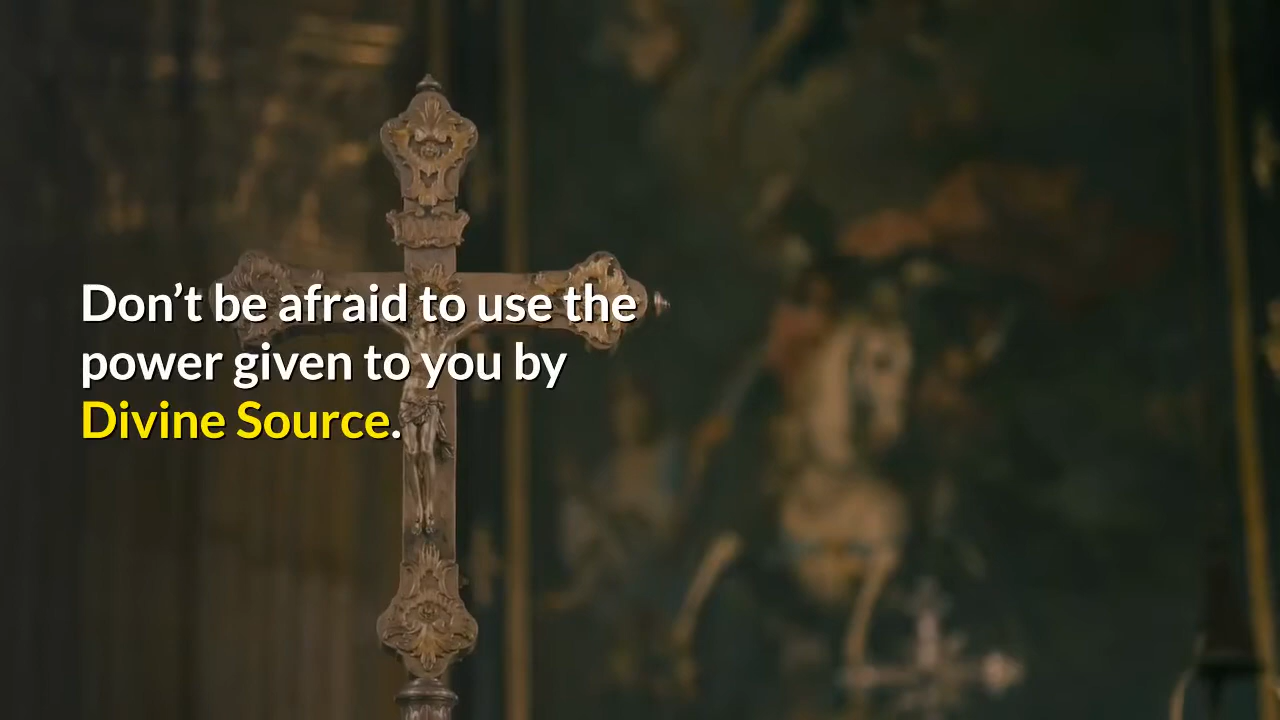 Don’t be afraid to use the
power given to you by
Divine Source.